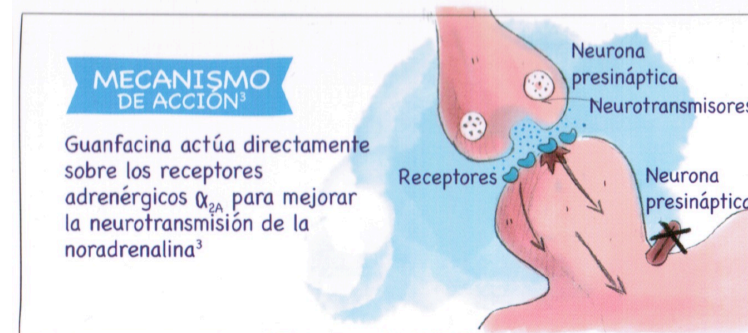 MECANISMO
DE ACCIÓN³
Guanfacina actúa directamente
sobre los receptores
adrenérgicos α₂A para mejorar
la neurotransmisión de la
noradrenalina³
Neurona
presináptica
Neurotransmisores
Receptores
Neurona
presináptica